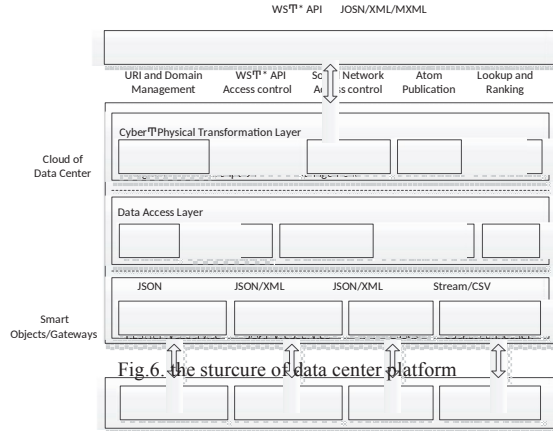 WS┳* API JOSN/XML/MXML
URI and Domain Management
WS┳* API Access control
Network control
Atom Publication
Lookup and Ranking
Cyber┳Physical Transformation Layer
Cloud of
Data Center
Data Access Layer
JSON JSON/XML JSON/XML Stream/CSV
Smart
Objects/Gateways
Fig.6. the sturcure of data center platform